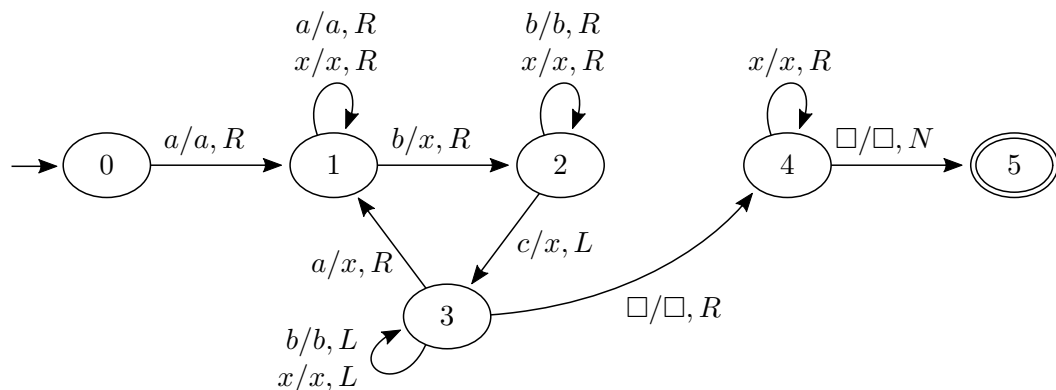 a/a, R
x/x, R
b/b, R
x/x, R
x/x, R
0
a/a, R
1
b/x, R
2
4
□/□, N
5
a/x, R
c/x, L
3
□/□, R
b/b, L
x/x, L